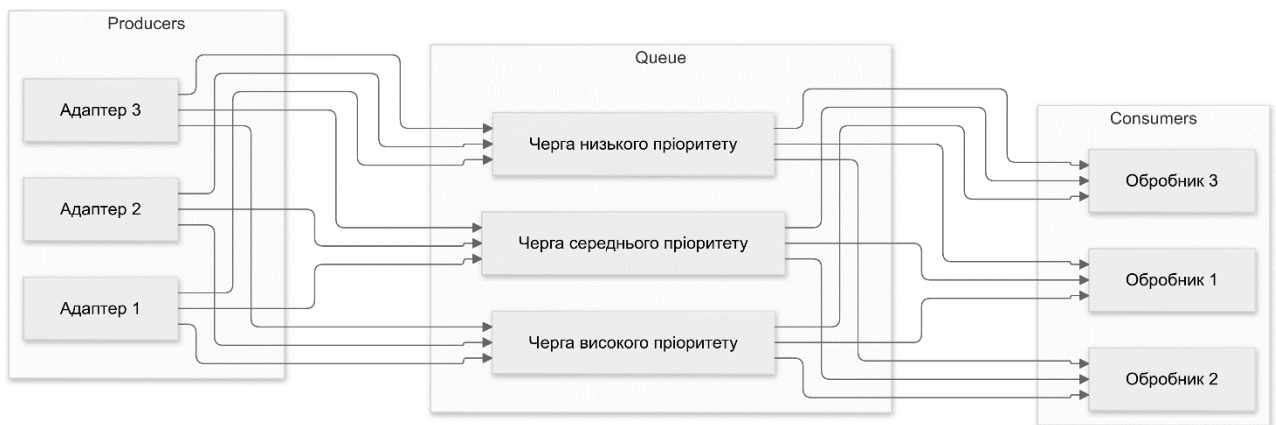 Producers
Адаптер 3
Адаптер 2
Адаптер 1
Queue
Черга низького пріоритету
Черга середнього пріоритету
Черга високого пріоритету
Consumers
Обробник 3
Обробник 1
Обробник 2